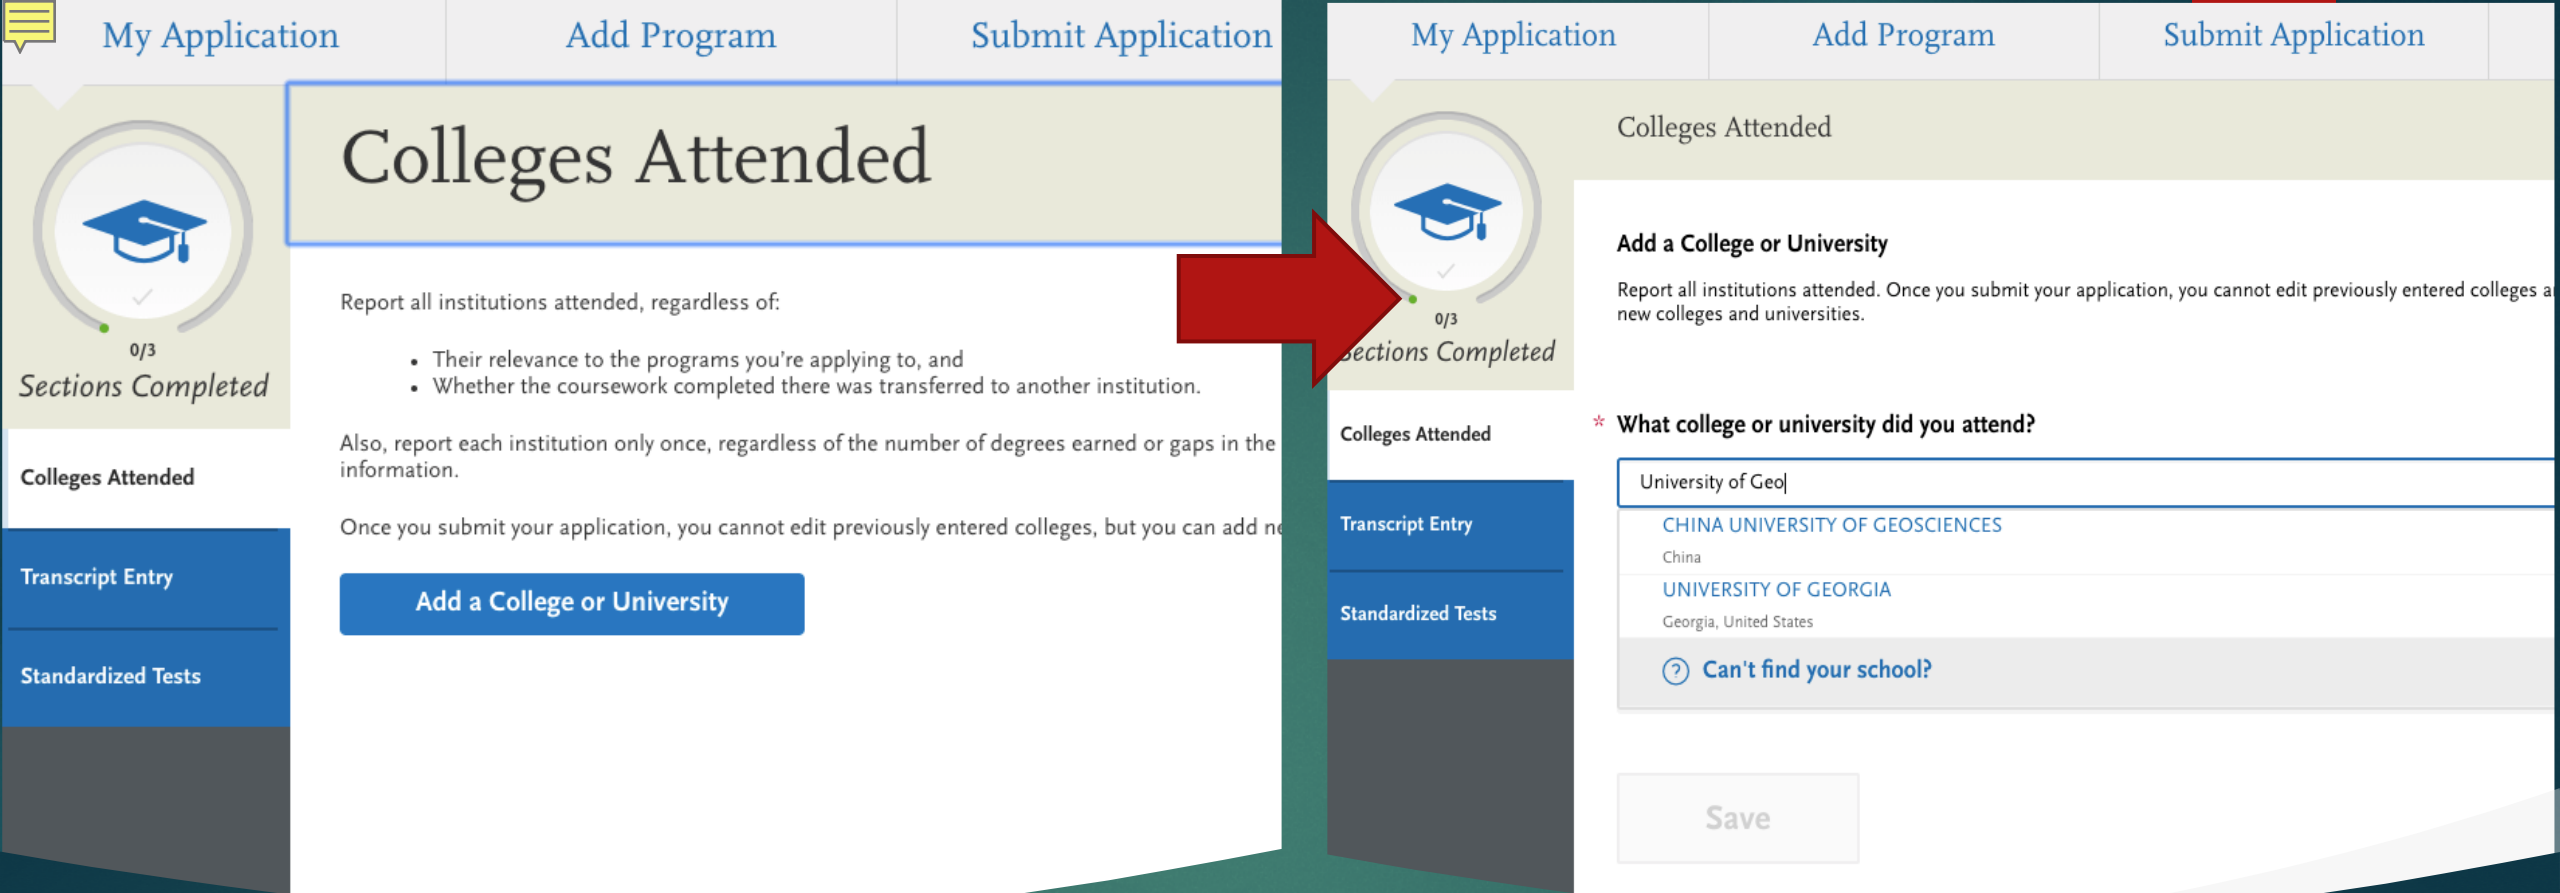 My Application
Add Program
Submit Application
Colleges Attended
0/3
Sections Completed
Colleges Attended
Transcript Entry
Standardized Tests
Report all institutions attended, regardless of:
• Their relevance to the programs you're applying to, and
• Whether the coursework completed there was transferred to another institution.
Also, report each institution only once, regardless of the number of degrees earned or gaps in the
information.
Once you submit your application, you cannot edit previously entered colleges, but you can add
Add a College or University
My Application
Add Program
Submit Application
Colleges Attended
0/3
Sections Completed
Colleges Attended
Transcript Entry
Standardized Tests
Add a College or University
Report all institutions attended. Once you submit your application, you cannot edit previously entered colleges
new colleges and universities.
* What college or university did you attend?
University of Geo
CHINA UNIVERSITY OF GEOSCIENCES
China
UNIVERSITY OF GEORGIA
Georgia, United States
? Can't find your school?
Save